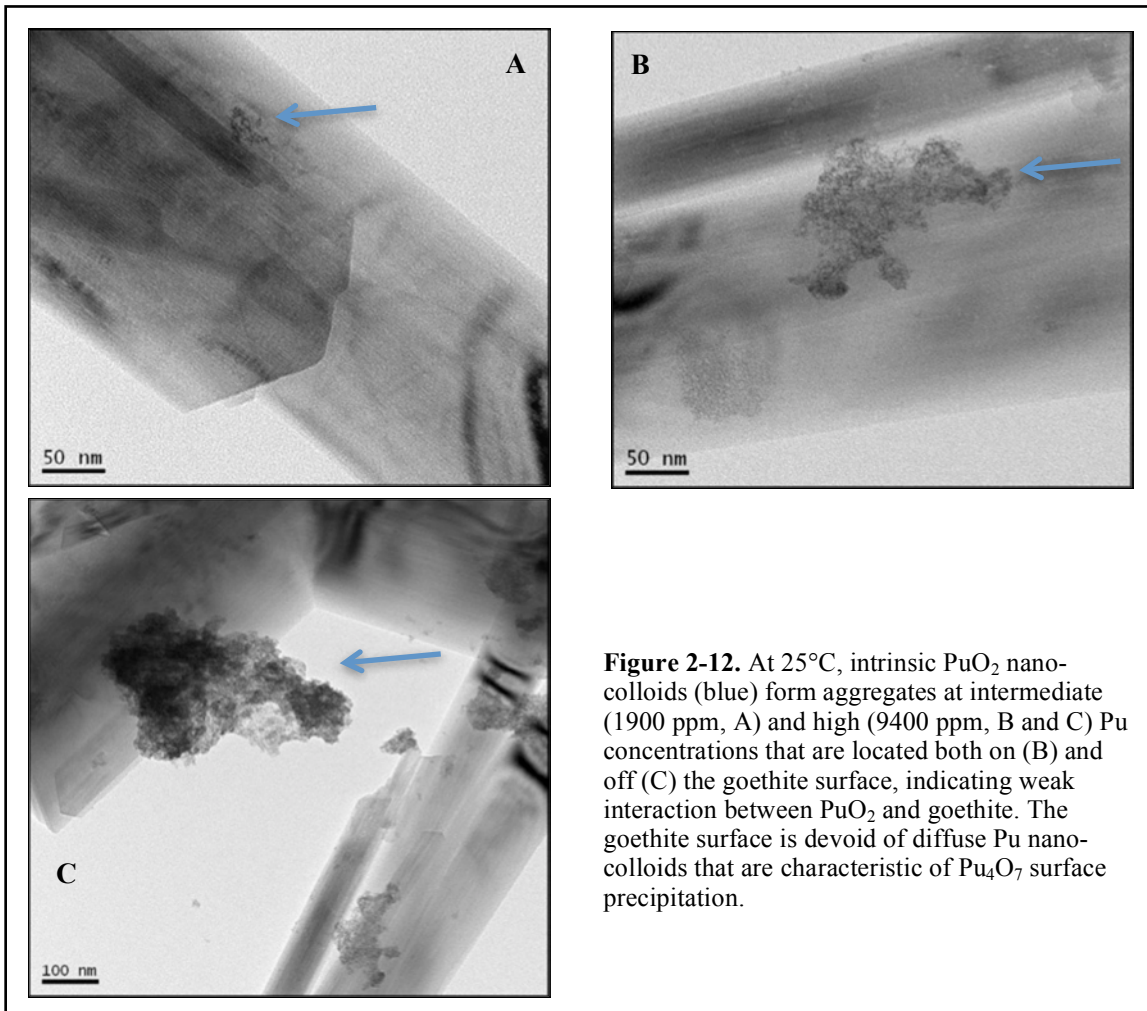 A
50 nm
B
50 nm
C
100 nm
Figure 2-12. At 25°C, intrinsic PuO₂ nano-
colloids (blue) form aggregates at intermediate
(1900 ppm, A) and high (9400 ppm, B and C) Pu
concentrations that are located both on (B) and
off (C) the goethite surface, indicating weak
interaction between PuO₂ and goethite. The
goethite surface is devoid of diffuse Pu nano-
colloids that are characteristic of Pu₄O₇ surface
precipitation.